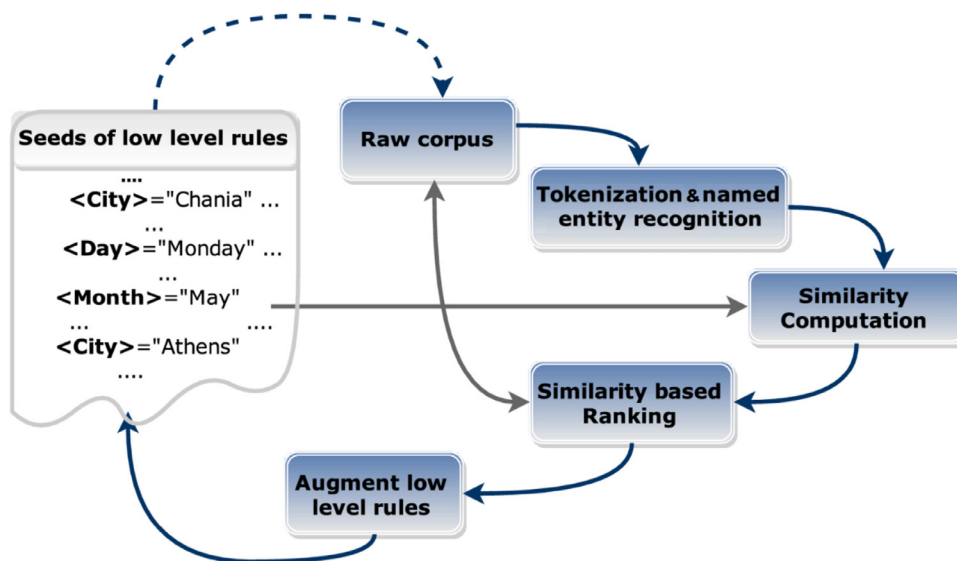 Seeds of low level rules
....
<City>="Chania" ...
...
<Day>="Monday" ...
...
<Month>="May"
... ....
<City>="Athens"
....
Raw corpus
Tokenization & named
entity recognition
Similarity
Computation
Similarity based
Ranking
Augment low
level rules